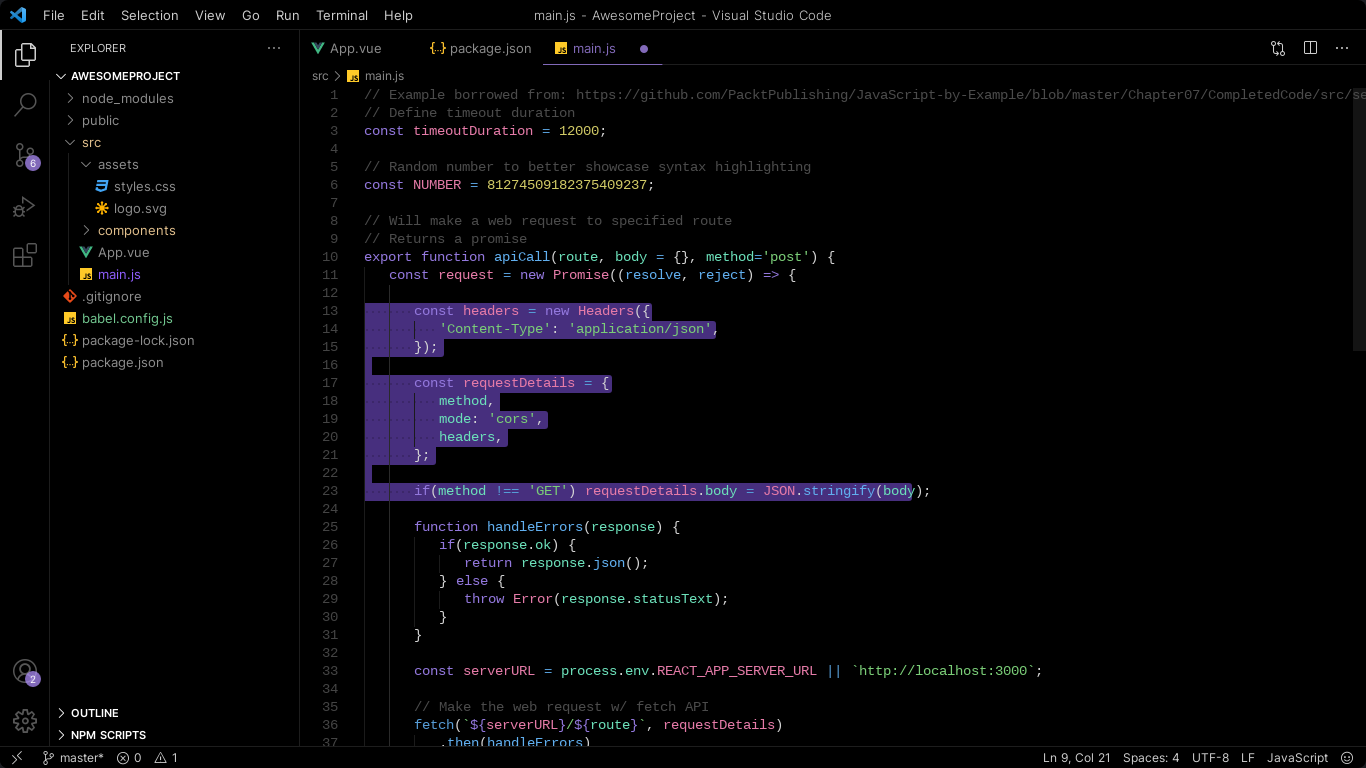 File Edit Selection View Go Run Terminal Help
main.js - AwesomeProject - Visual Studio Code
EXPLORER
AWESOMEPROJECT
node_modules
public
src
assets
styles.css
logo.svg
components
App.vue
main.js
.gitignore
babel.config.js
package-lock.json
package.json
OUTLINE
NPM SCRIPTS
6
2
App.vue package.json main.js
src main.js
1 // Example borrowed from: https://github.com/PacktPublishing/JavaScript-by-Example/blob/master/Chapter07/CompletedCode/src/se
2 // Define timeout duration
3 const timeoutDuration = 12000;
4
5 // Random number to better showcase syntax highlighting
6 const NUMBER = 81274509182375409237;
7
8 // Will make a web request to specified route
9 // Returns a promise
10 export function apiCall(route, body = {}, method='post') {
11 const request = new Promise((resolve, reject) => {
12
13 const headers = new Headers({
14 'Content-Type': 'application/json',
15 });
16
17 const requestDetails = {
18 method,
19 mode: 'cors',
20 headers,
21 };
22
23 if(method !== 'GET') requestDetails.body = JSON.stringify(body);
24
25 function handleErrors(response) {
26 if(response.ok) {
27 return response.json();
28 } else {
29 throw Error(response.statusText);
30 }
31 }
32
33 const serverURL = process.env.REACT_APP_SERVER_URL || `http://localhost:3000`;
34
35 // Make the web request w/ fetch API
36 fetch(`${serverURL}/${route}`, requestDetails)
37 .then(handleErrors)
master* 0 1
Ln 9, Col 21 Spaces: 4 UTF-8 LF JavaScript